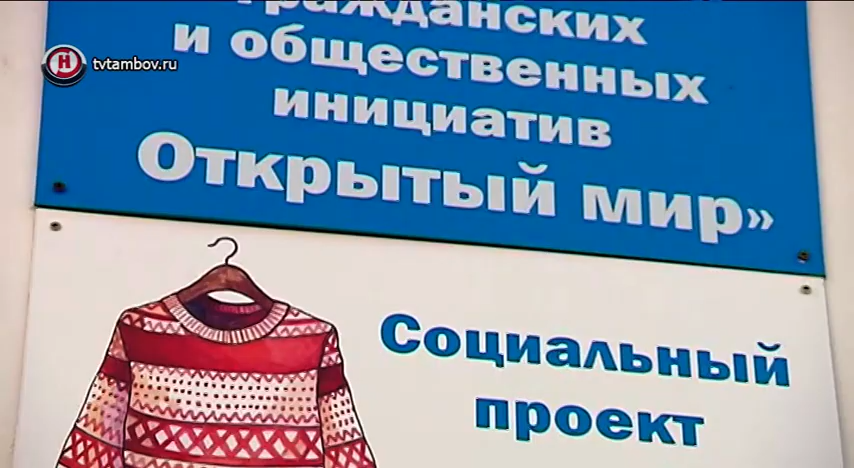 гражданских
и общественных
инициатив
Открытый мир»
Н tvtambov.ru
Социальный
проект